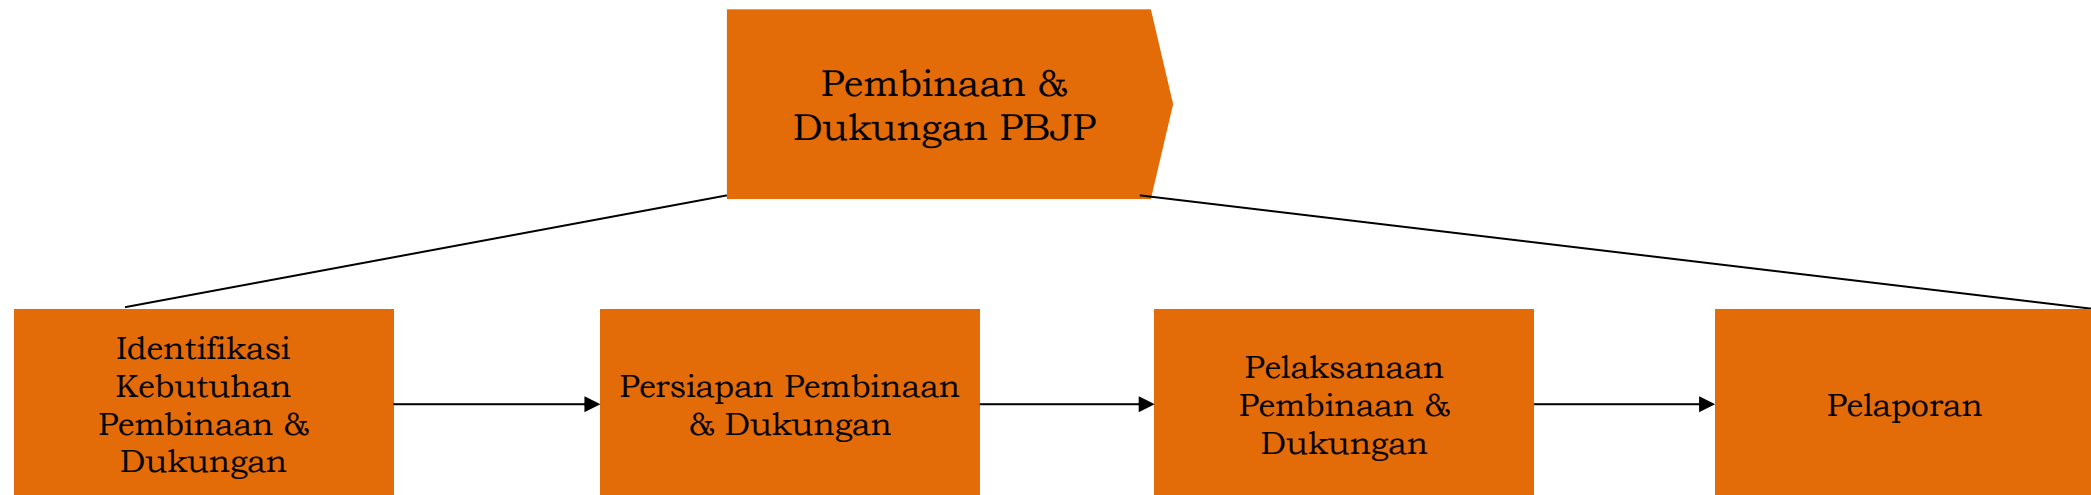 Pembinaan &
Dukungan PBJP
Identifikasi
Kebutuhan
Pembinaan &
Dukungan
Persiapan Pembinaan
& Dukungan
Pelaksanaan
Pembinaan &
Dukungan
Pelaporan